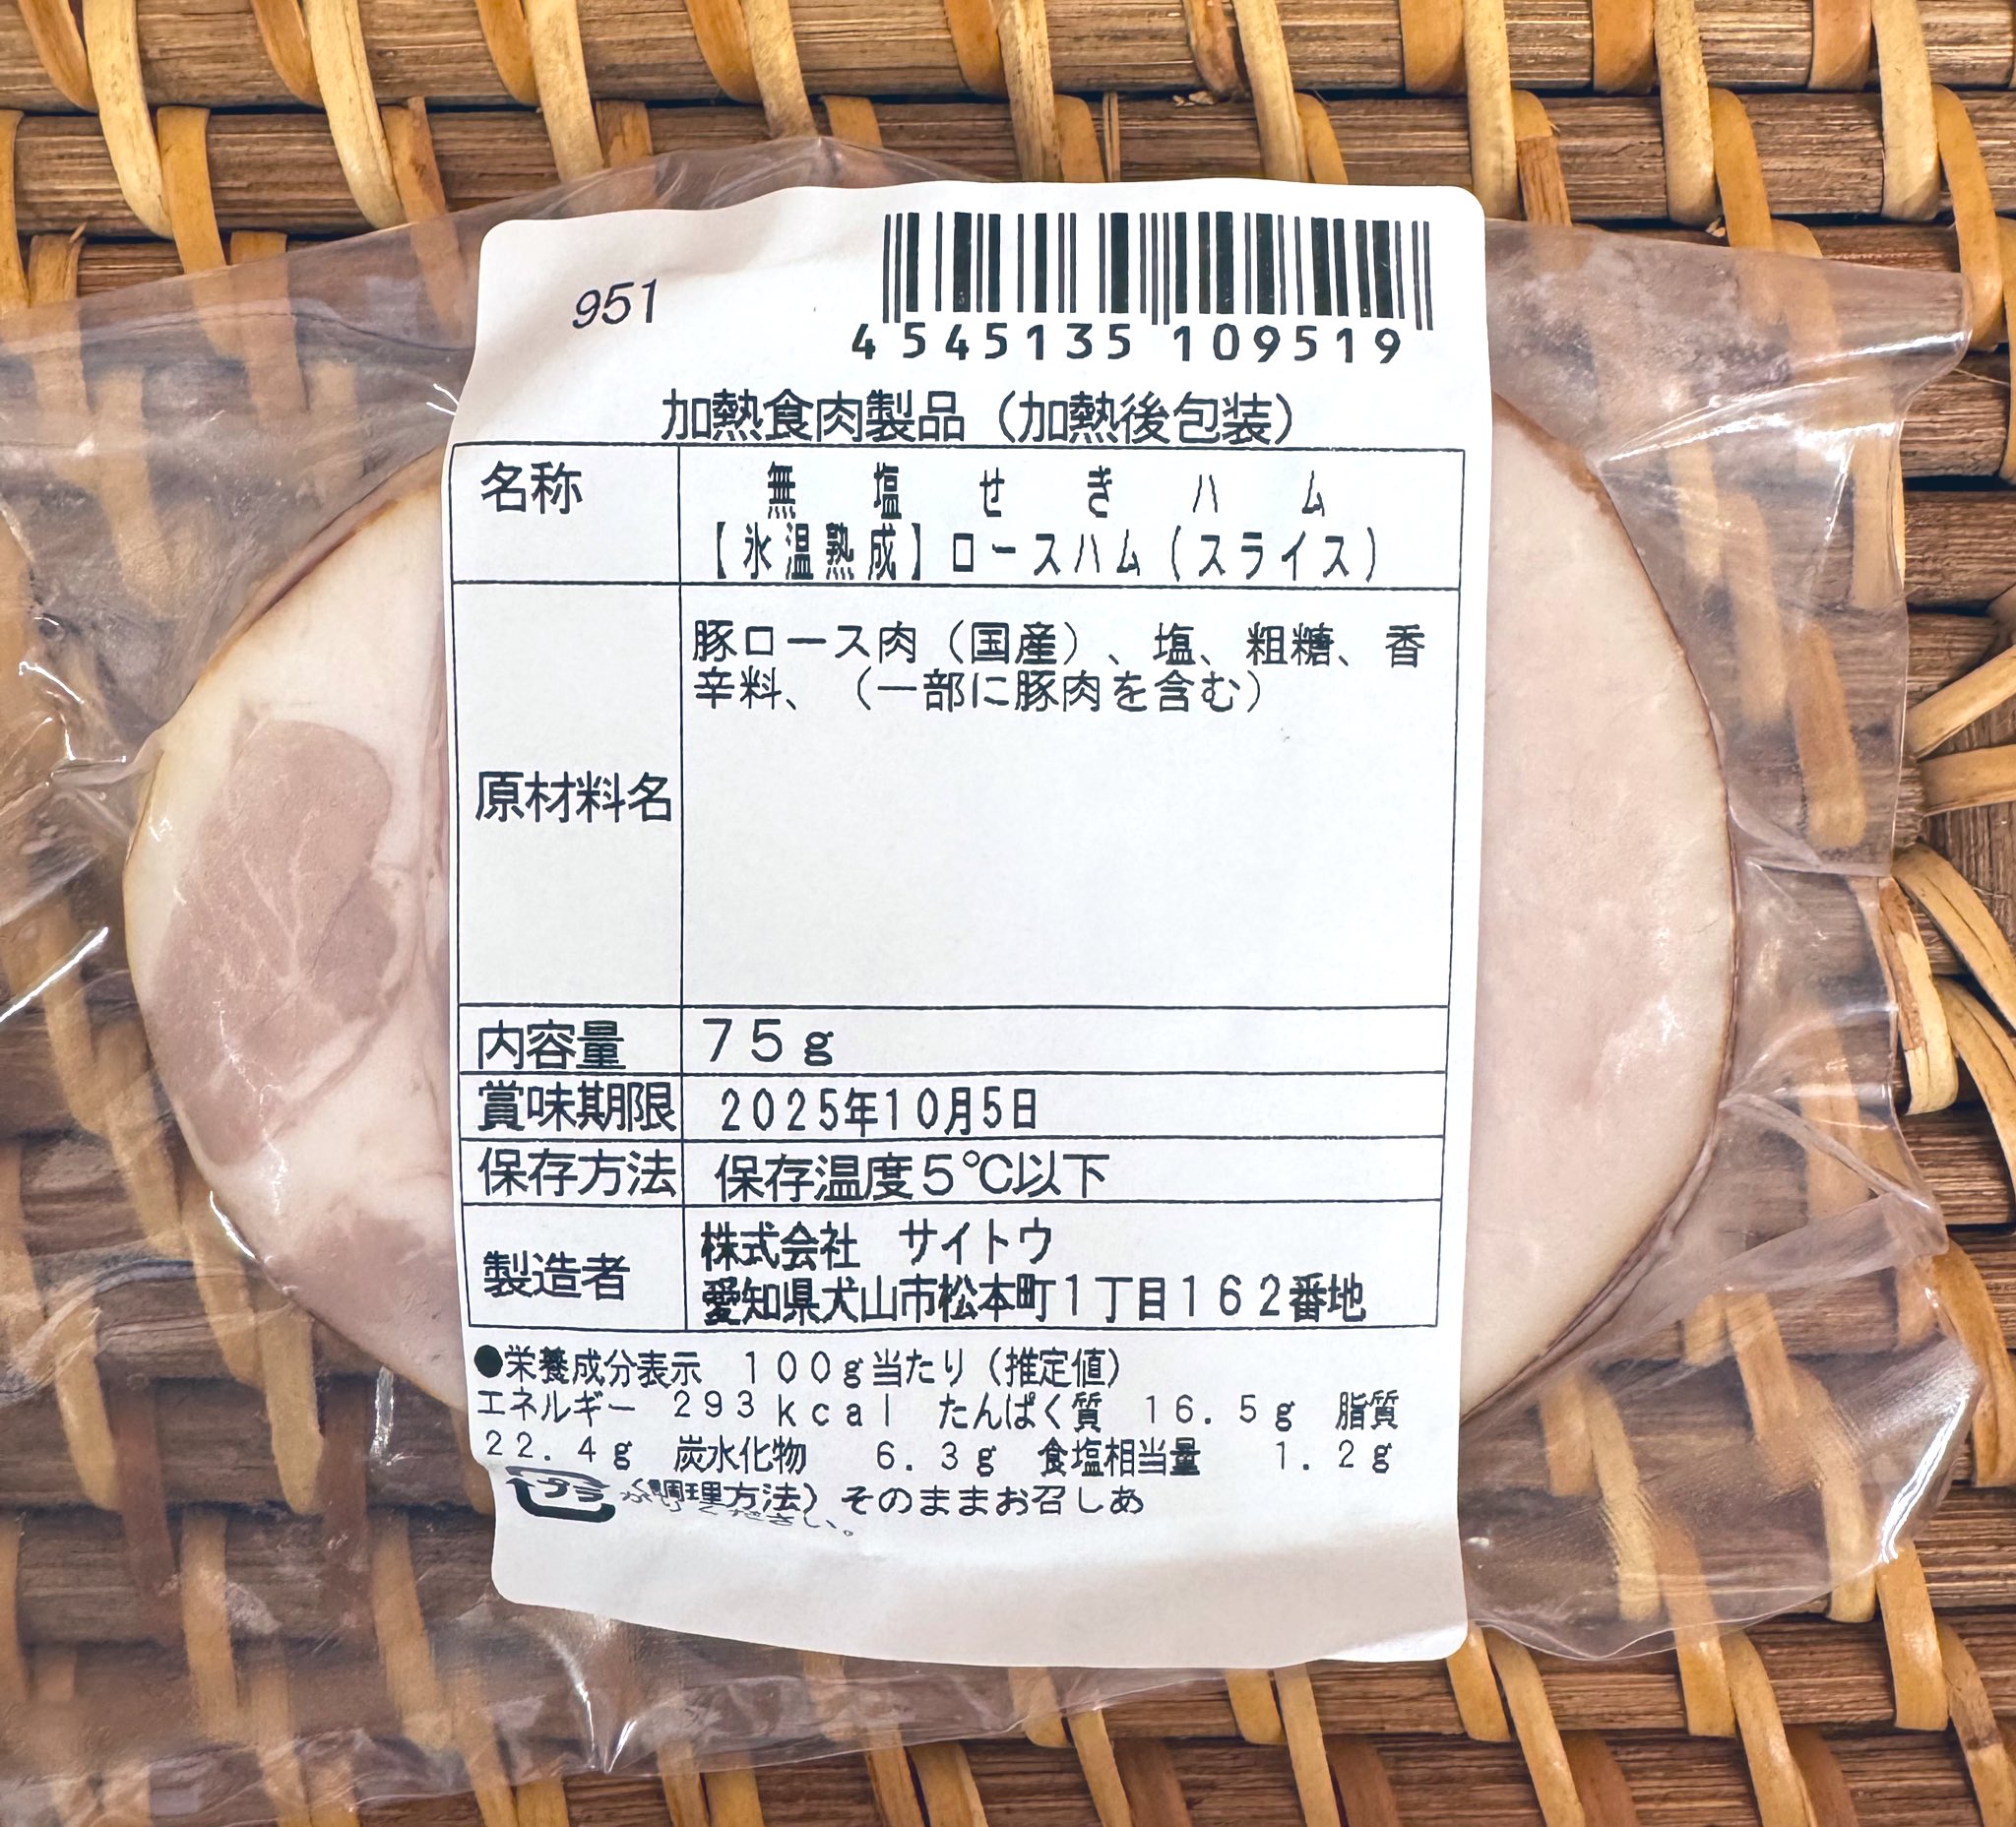 951
4545135109519
加熱食肉製品（加熱後包装）
名称
無塩せきハム
【氷温熟成】ロースハム（スライス）
原材料名
豚ロース肉（国産）、塩、粗糖、香
辛料、（一部に豚肉を含む）
内容量 75g
賞味期限 2025年10月5日
保存方法 保存温度5℃以下
製造者
株式会社 サイトウ
愛知県犬山市松本町1丁目162番地
●栄養成分表示 100g当たり（推定値）
エネルギー 293kcal たんぱく質 16.5g 脂質
22.4g 炭水化物 6.3g 食塩相当量 1.2g
プラ （調理方法）そのままお召しあ
がりください。